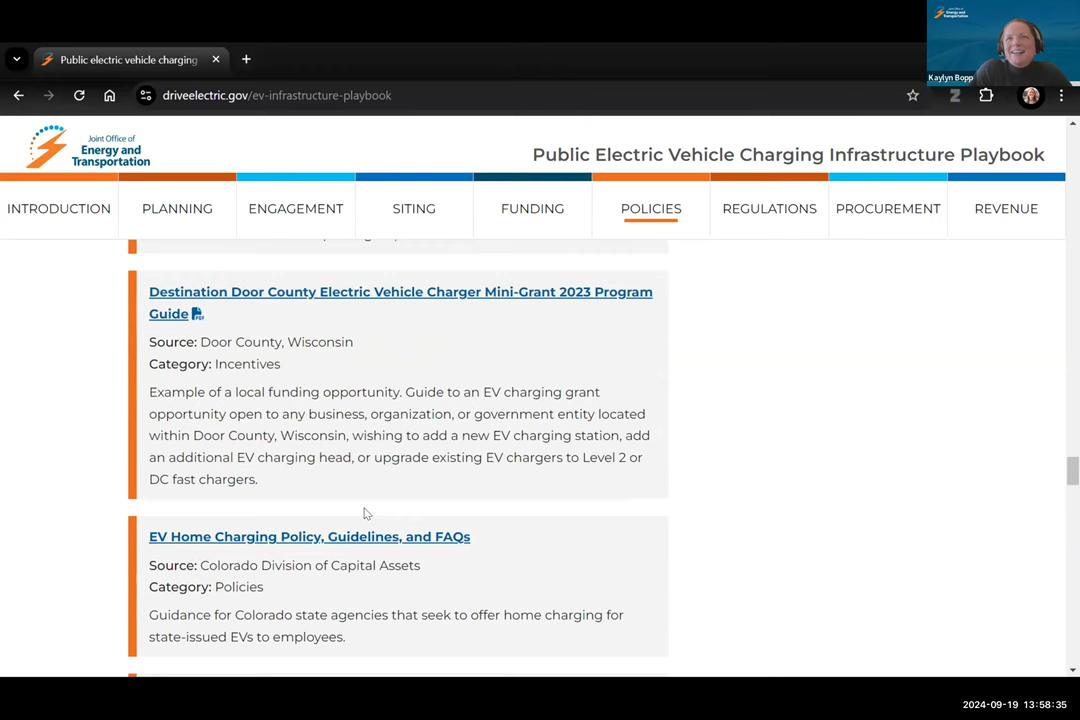 Public electric vehicle charging
driveelectric.gov/ev-infrastructure-playbook
Joint Office of
Energy and
Transportation
Kaylyn Bopp
Joint Office of
Energy and
Transportation
Public Electric Vehicle Charging Infrastructure Playbook
INTRODUCTION
PLANNING
ENGAGEMENT
SITING
FUNDING
POLICIES
REGULATIONS
PROCUREMENT
REVENUE
Destination Door County Electric Vehicle Charger Mini-Grant 2023 Program
Guide
PDF
Source: Door County, Wisconsin
Category: Incentives
Example of a local funding opportunity. Guide to an EV charging grant
opportunity open to any business, organization, or government entity located
within Door County, Wisconsin, wishing to add a new EV charging station, add
an additional EV charging head, or upgrade existing EV chargers to Level 2 or
DC fast chargers.
EV Home Charging Policy, Guidelines, and FAQs
Source: Colorado Division of Capital Assets
Category: Policies
Guidance for Colorado state agencies that seek to offer home charging for
state-issued EVs to employees.
2024-09-19 13:58:35